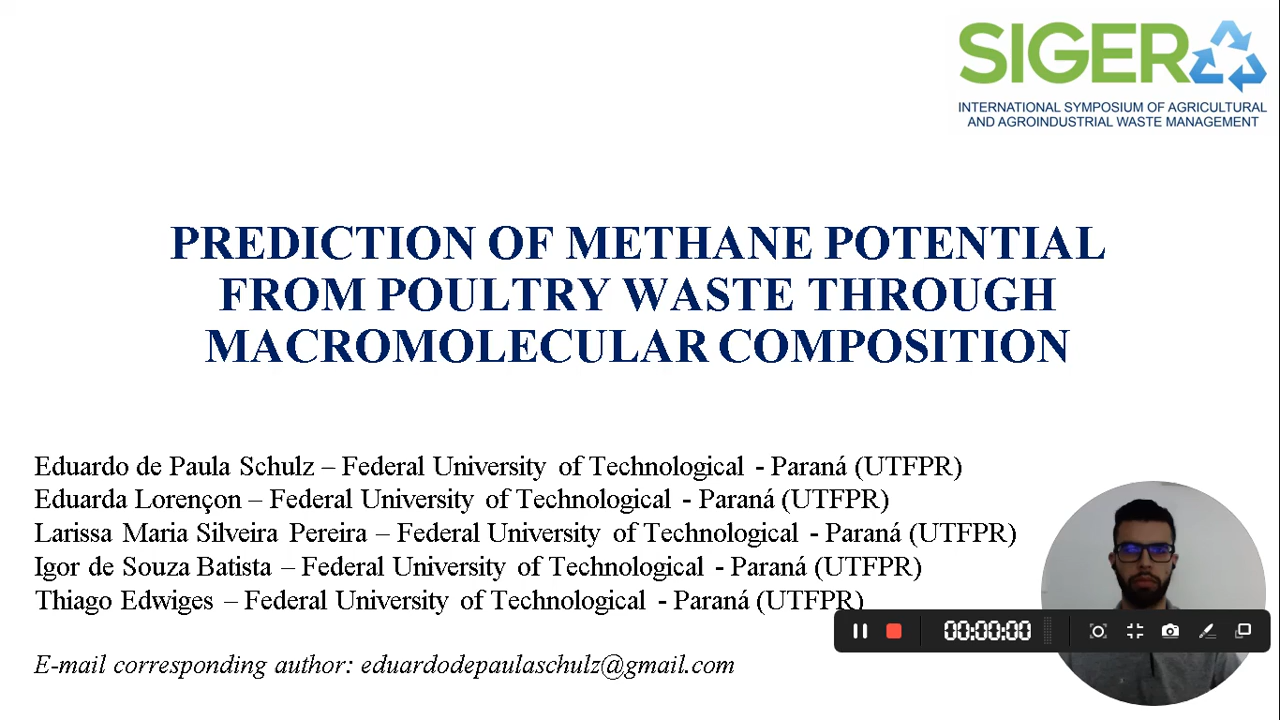 SIGERA
INTERNATIONAL SYMPOSIUM OF AGRICULTURAL
AND AGROINDUSTRIAL WASTE MANAGEMENT
PREDICTION OF METHANE POTENTIAL
FROM POULTRY WASTE THROUGH
MACROMOLECULAR COMPOSITION
Eduardo de Paula Schulz – Federal University of Technological - Paraná (UTFPR)
Eduarda Lorençon – Federal University of Technological - Paraná (UTFPR)
Larissa Maria Silveira Pereira – Federal University of Technological - Paraná (UTFPR)
Igor de Souza Batista – Federal University of Technological - Paraná (UTFPR)
Thiago Edwiges – Federal University of Technological - Paraná (UTFPR)
00:00:00
E-mail corresponding author: eduardodepaulaschulz@gmail.com